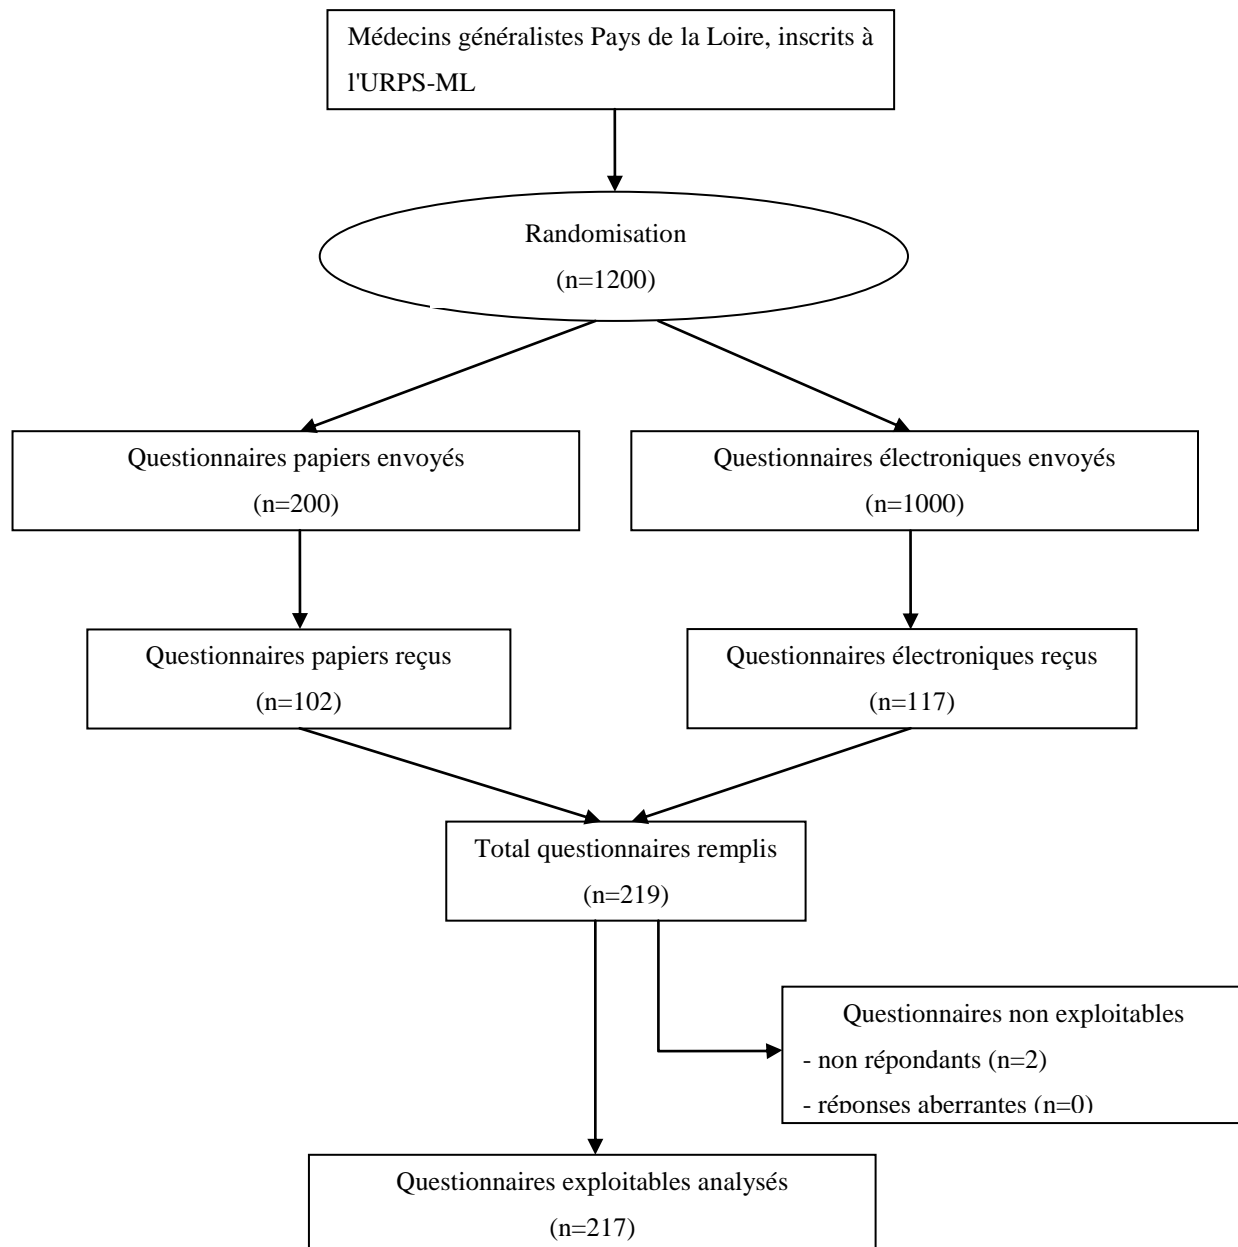 Médecins généralistes Pays de la Loire, inscrits à
l'URPS-ML
Randomisation
(n=1200)
Questionnaires papiers envoyés
(n=200)
Questionnaires électroniques envoyés
(n=1000)
Questionnaires papiers reçus
(n=102)
Questionnaires électroniques reçus
(n=117)
Total questionnaires remplis
(n=219)
Questionnaires non exploitables
- non répondants (n=2)
- réponses aberrantes (n=0)
Questionnaires exploitables analysés
(n=217)